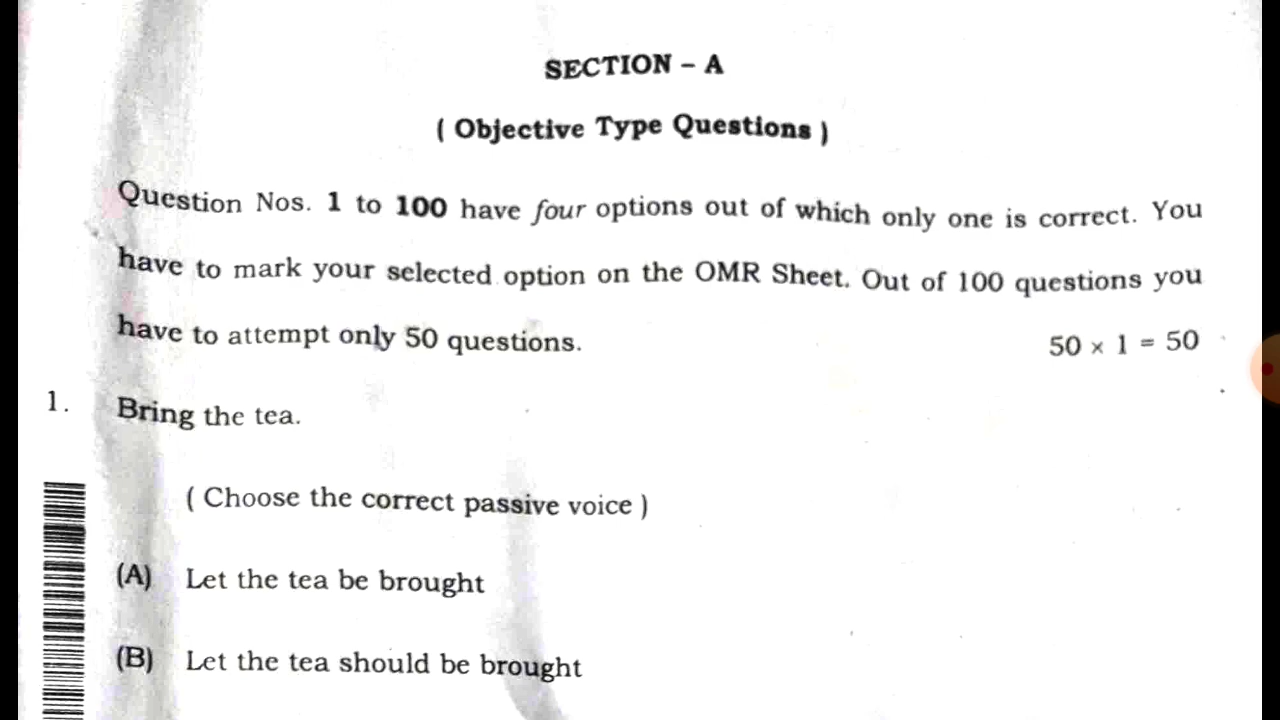 SECTION – A
( Objective Type Questions )
Question Nos. 1 to 100 have four options out of which only one is correct. You
have to mark your selected option on the OMR Sheet. Out of 100 questions you
have to attempt only 50 questions. 50 × 1 = 50
1. Bring the tea.
( Choose the correct passive voice )
(A) Let the tea be brought
(B) Let the tea should be brought